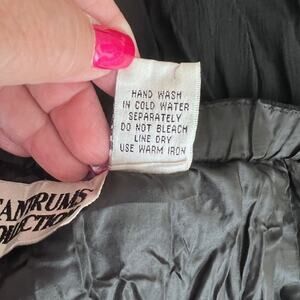 HAND WASH
IN COLD WATER
SEPARATELY
DO NOT BLEACH
LINE DRY
USE WARM IRON